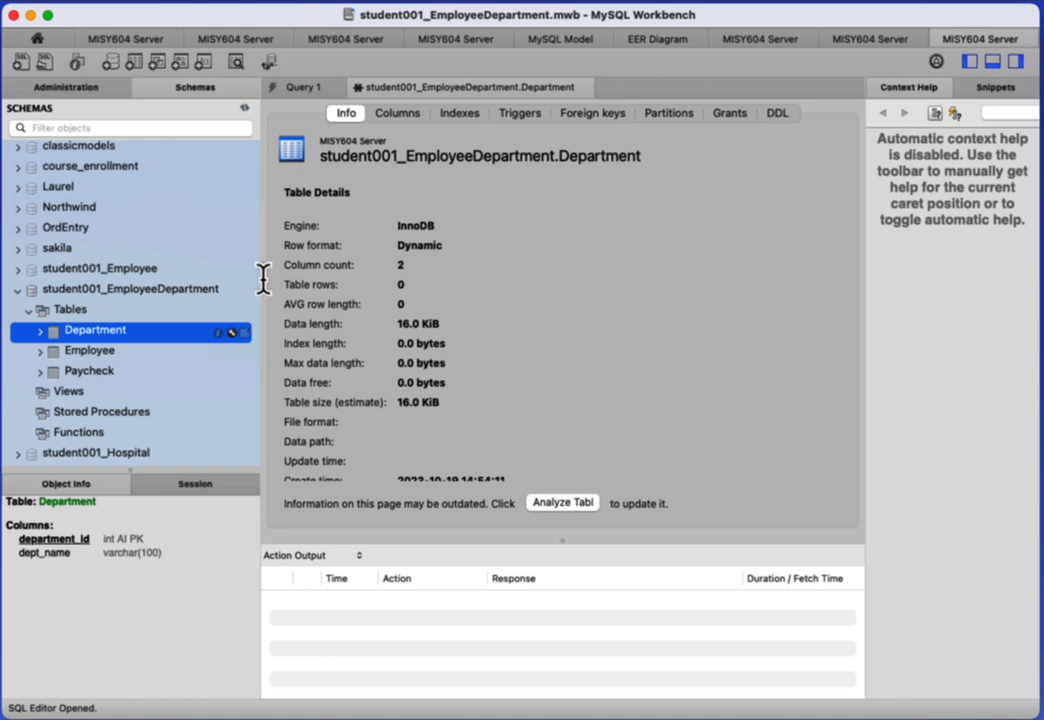 student001_EmployeeDepartment.mwb - MySQL Workbench
MISY604 Server
MISY604 Server
MISY604 Server
MISY604 Server
MySQL Model
EER Diagram
MISY604 Server
MISY604 Server
MISY604 Server
Administration
Schemas
Query 1
student001_EmployeeDepartment.Department
Context Help
Snippets
SCHEMAS
Filter objects
classicmodels
course_enrollment
Laurel
Northwind
OrdEntry
sakila
student001_Employee
student001_EmployeeDepartment
Tables
Department
Employee
Paycheck
Views
Stored Procedures
Functions
student001_Hospital
Object Info
Session
Table: Department
Columns:
department_id int AI PK
dept_name varchar(100)
Info
Columns
Indexes
Triggers
Foreign keys
Partitions
Grants
DDL
MISY604 Server
student001_EmployeeDepartment.Department
Table Details
Engine: InnoDB
Row format: Dynamic
Column count: 2
Table rows: 0
AVG row length: 0
Data length: 16.0 KiB
Index length: 0.0 bytes
Max data length: 0.0 bytes
Data free: 0.0 bytes
Table size (estimate): 16.0 KiB
File format:
Data path:
Update time:
Create time: 2023-10-19 14:54:11
Information on this page may be outdated. Click Analyze Tabl to update it.
Action Output
Time Action Response Duration / Fetch Time
Automatic context help
is disabled. Use the
toolbar to manually get
help for the current
caret position or to
toggle automatic help.
SQL Editor Opened.